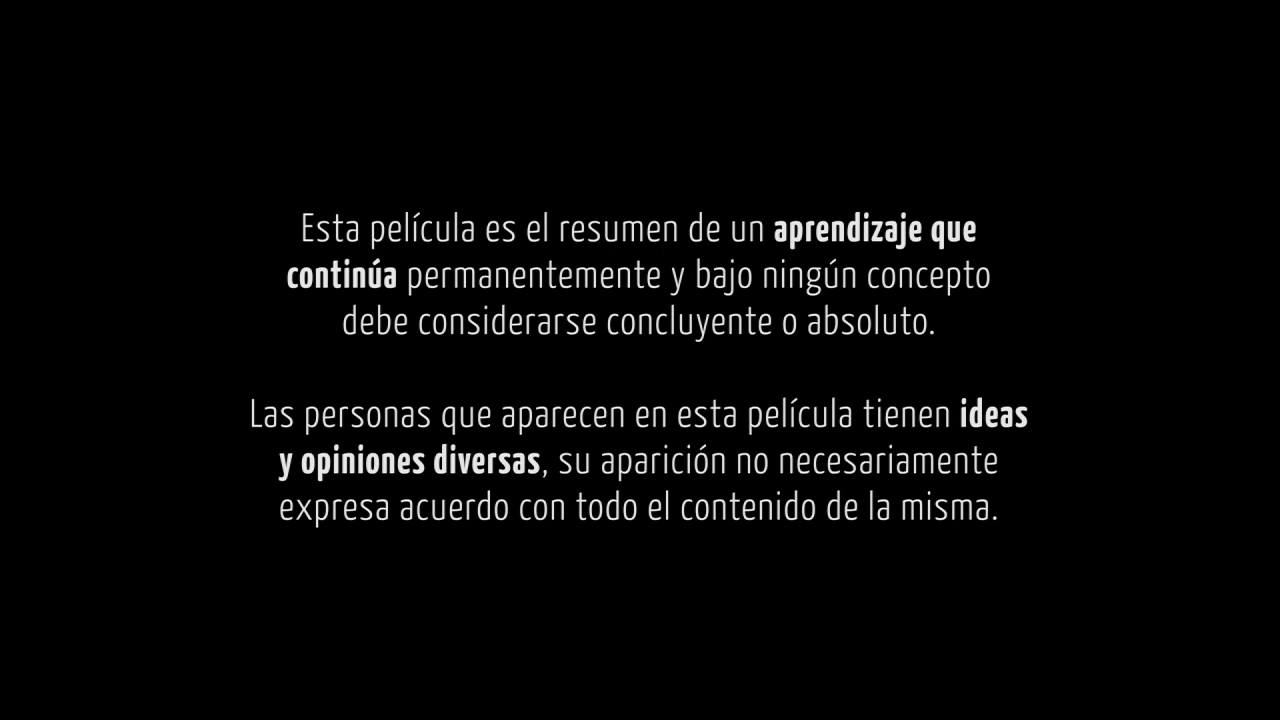 Esta película es el resumen de un aprendizaje que
continúa permanentemente y bajo ningún concepto
debe considerarse concluyente o absoluto.
Las personas que aparecen en esta película tienen ideas
y opiniones diversas, su aparición no necesariamente
expresa acuerdo con todo el contenido de la misma.